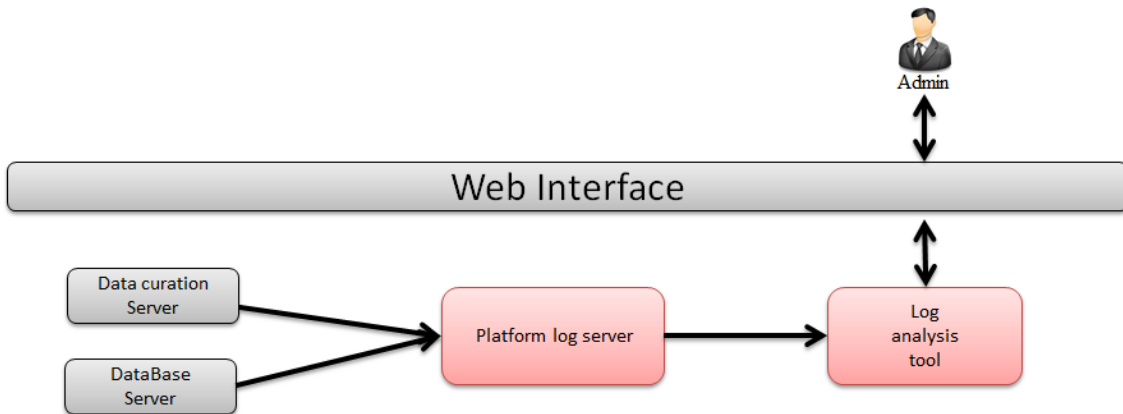 Admin
Web Interface
Data curation
Server
Platform log server
Log
analysis
tool
DataBase
Server